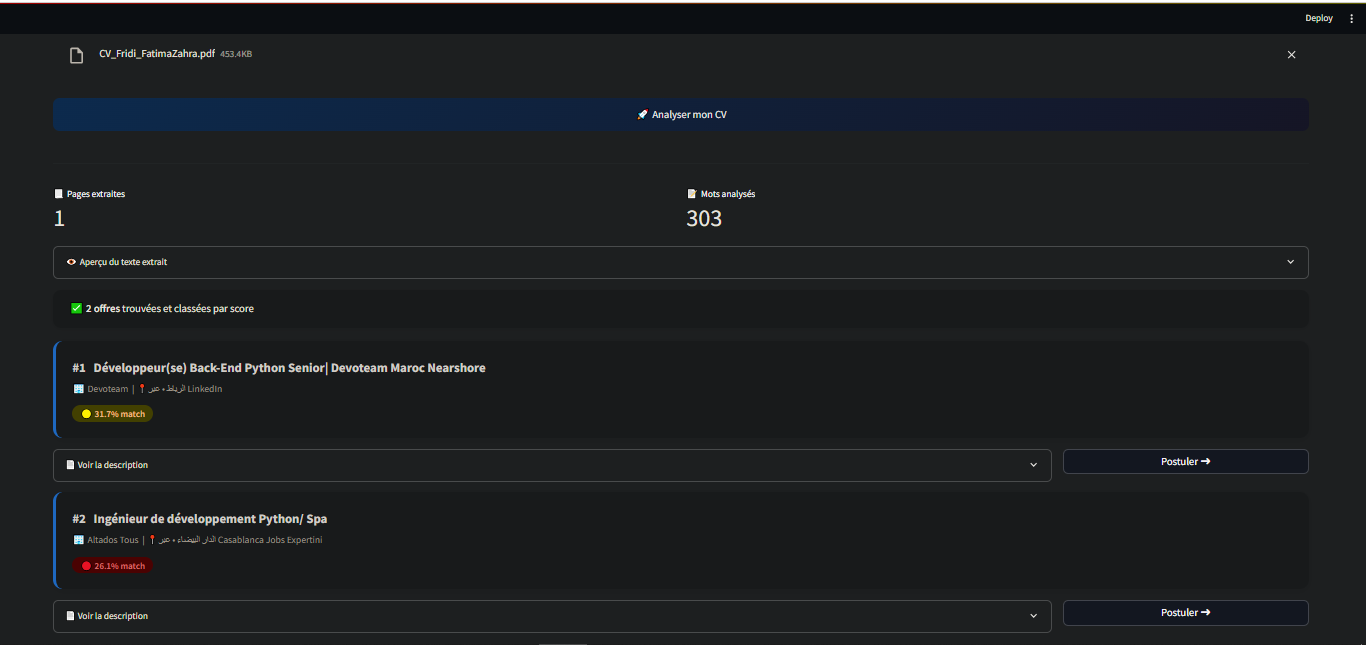 Deploy
CV_Fridi_FatimaZahra.pdf 453.4KB
🚀 Analyser mon CV
Pages extraites
1
📝 Mots analysés
303
👁️ Aperçu du texte extrait
✅ 2 offres trouvées et classées par score
#1 Développeur(se) Back-End Python Senior| Devoteam Maroc Nearshore
🏢 Devoteam | 📍 الرباط • عبر LinkedIn
🟡 31.7% match
Voir la description
Postuler ➜
#2 Ingénieur de développement Python/ Spa
🏢 Altados Tous | 📍 الدار البيضاء • عبر Casablanca Jobs Expertini
🔴 26.1% match
Voir la description
Postuler ➜